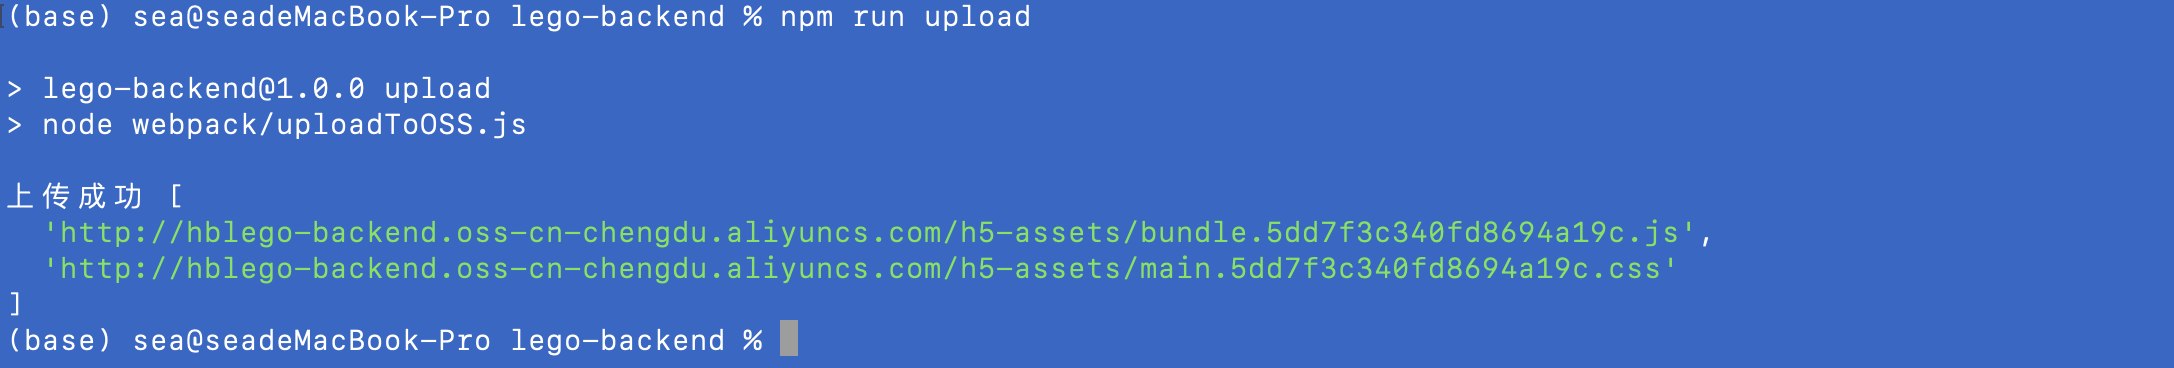 (base) sea@seadeMacBook-Pro lego-backend % npm run upload
> lego-backend@1.0.0 upload
> node webpack/uploadToOSS.js
上传成功 [
  'http://hblego-backend.oss-cn-chengdu.aliyuncs.com/h5-assets/bundle.5dd7f3c340fd8694a19c.js',
  'http://hblego-backend.oss-cn-chengdu.aliyuncs.com/h5-assets/main.5dd7f3c340fd8694a19c.css'
]
(base) sea@seadeMacBook-Pro lego-backend %